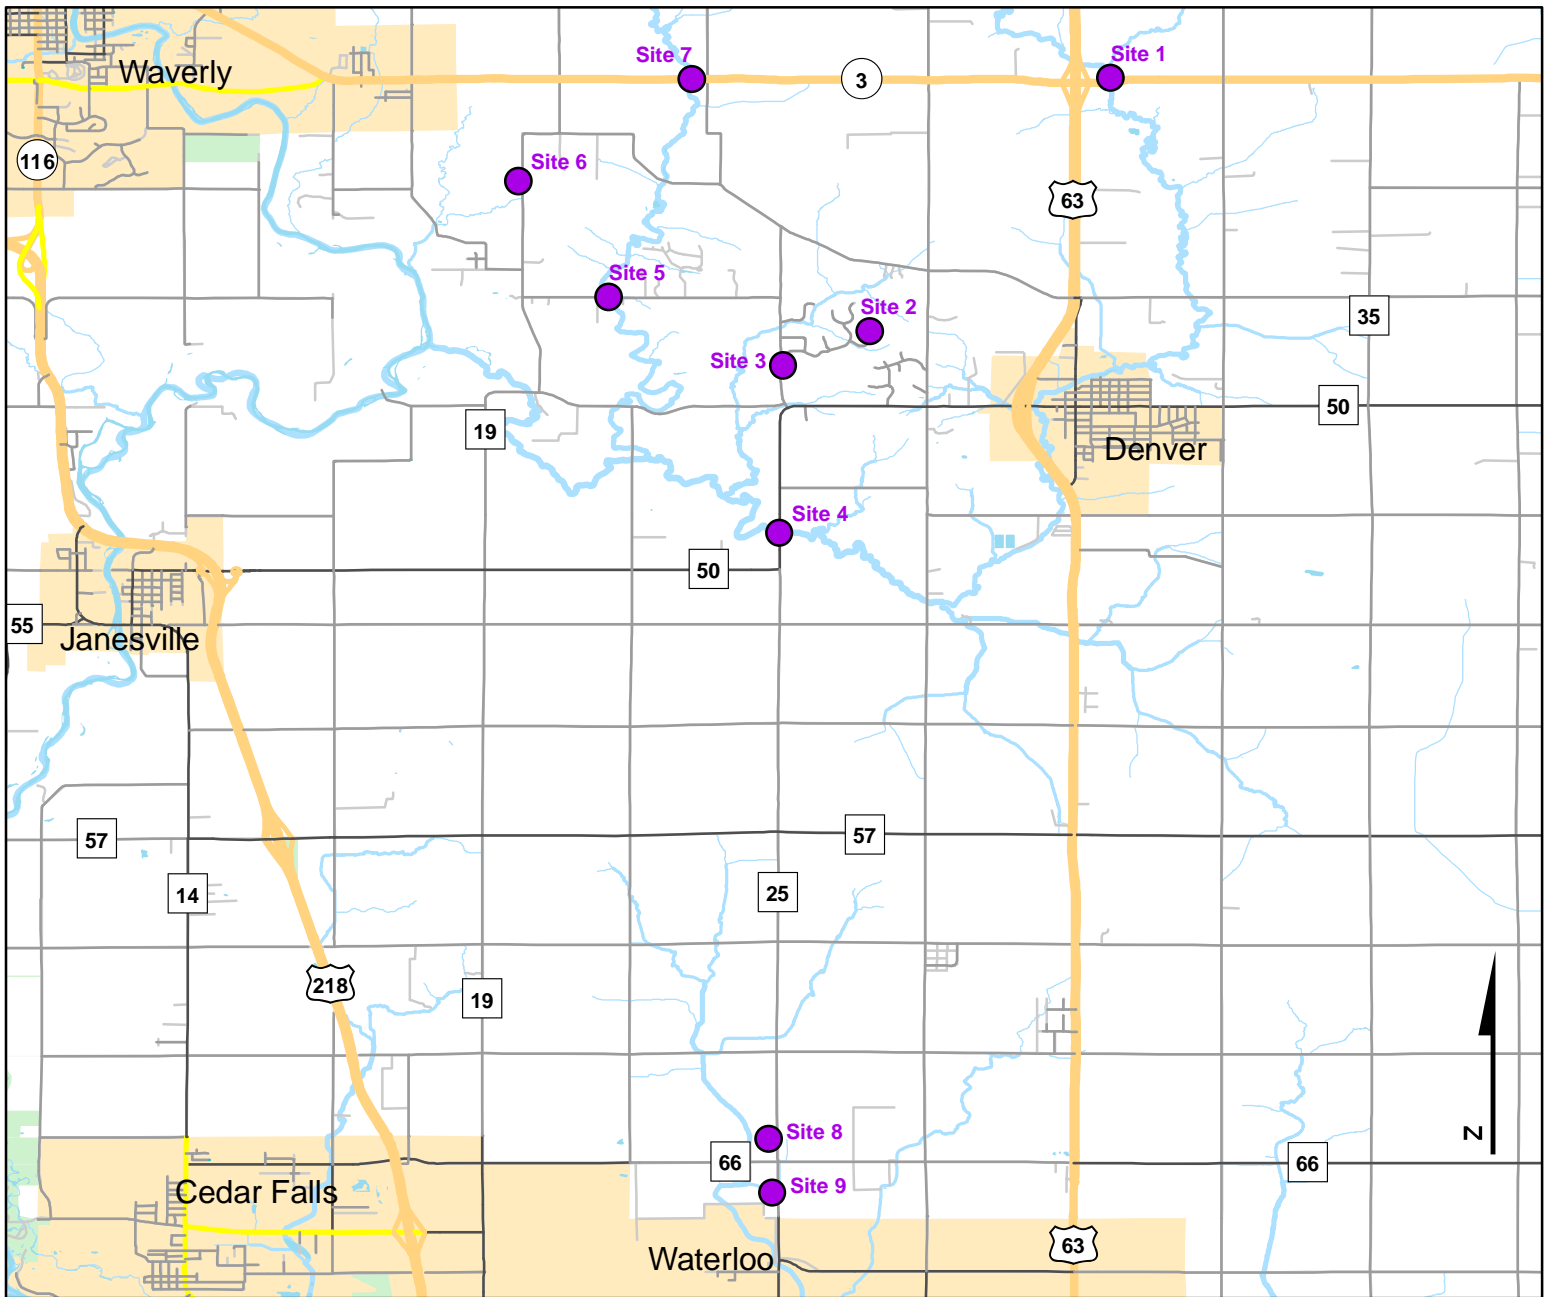 Site 7
Site 1
Waverly
3
116
Site 6
63
Site 5
Site 2
35
Site 3
50
19
Denver
Site 4
50
55
Janesville
57
57
14
25
218
19
Site 8
N
66
66
Site 9
Cedar Falls
63
Waterloo